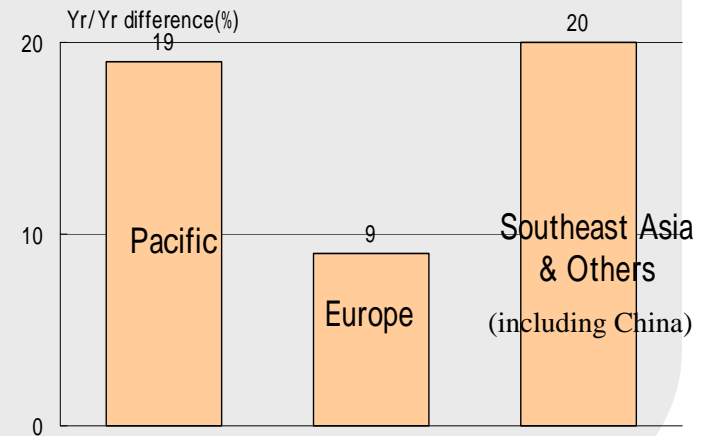 Yr/Yr difference(%)
20
19
20
10
9
Pacific
Europe
Southeast Asia
& Others
(including China)
0